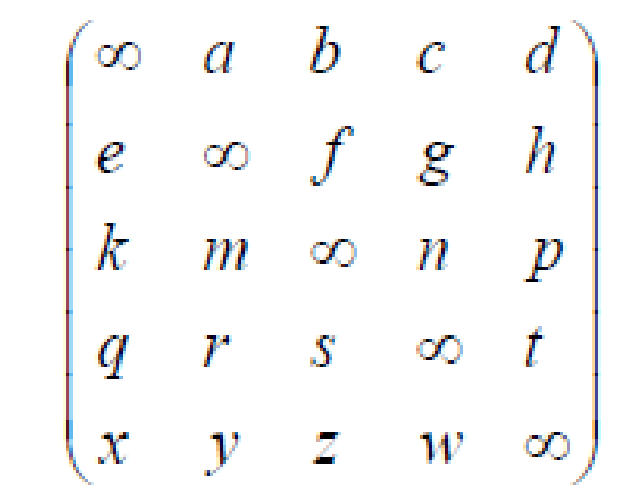 ∞ a b c d
e ∞ f g h
k m ∞ n p
q r s ∞ t
x y z w ∞